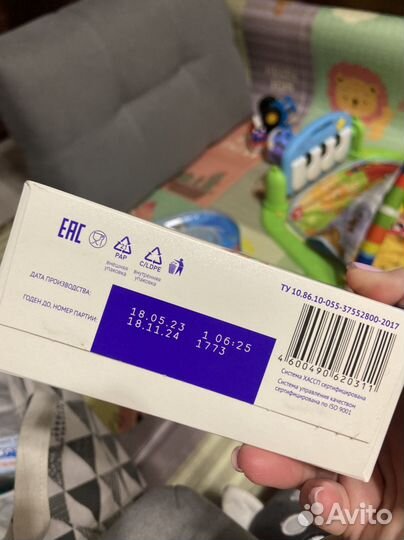 EAC
21
PAP
внешняя
упаковка
C/LDPE
внутренняя
упаковка
ТУ 10.86.10-055-37552800-2017
ДАТА ПРОИЗВОДСТВА:
ГОДЕН ДО, НОМЕР ПАРТИИ:
18.05.23 1 06:25
18.11.24 1773
4 600490 620311
Система ХАССП сертифицирована
Система управления качеством
сертифицирована по ISO 9001
Avito